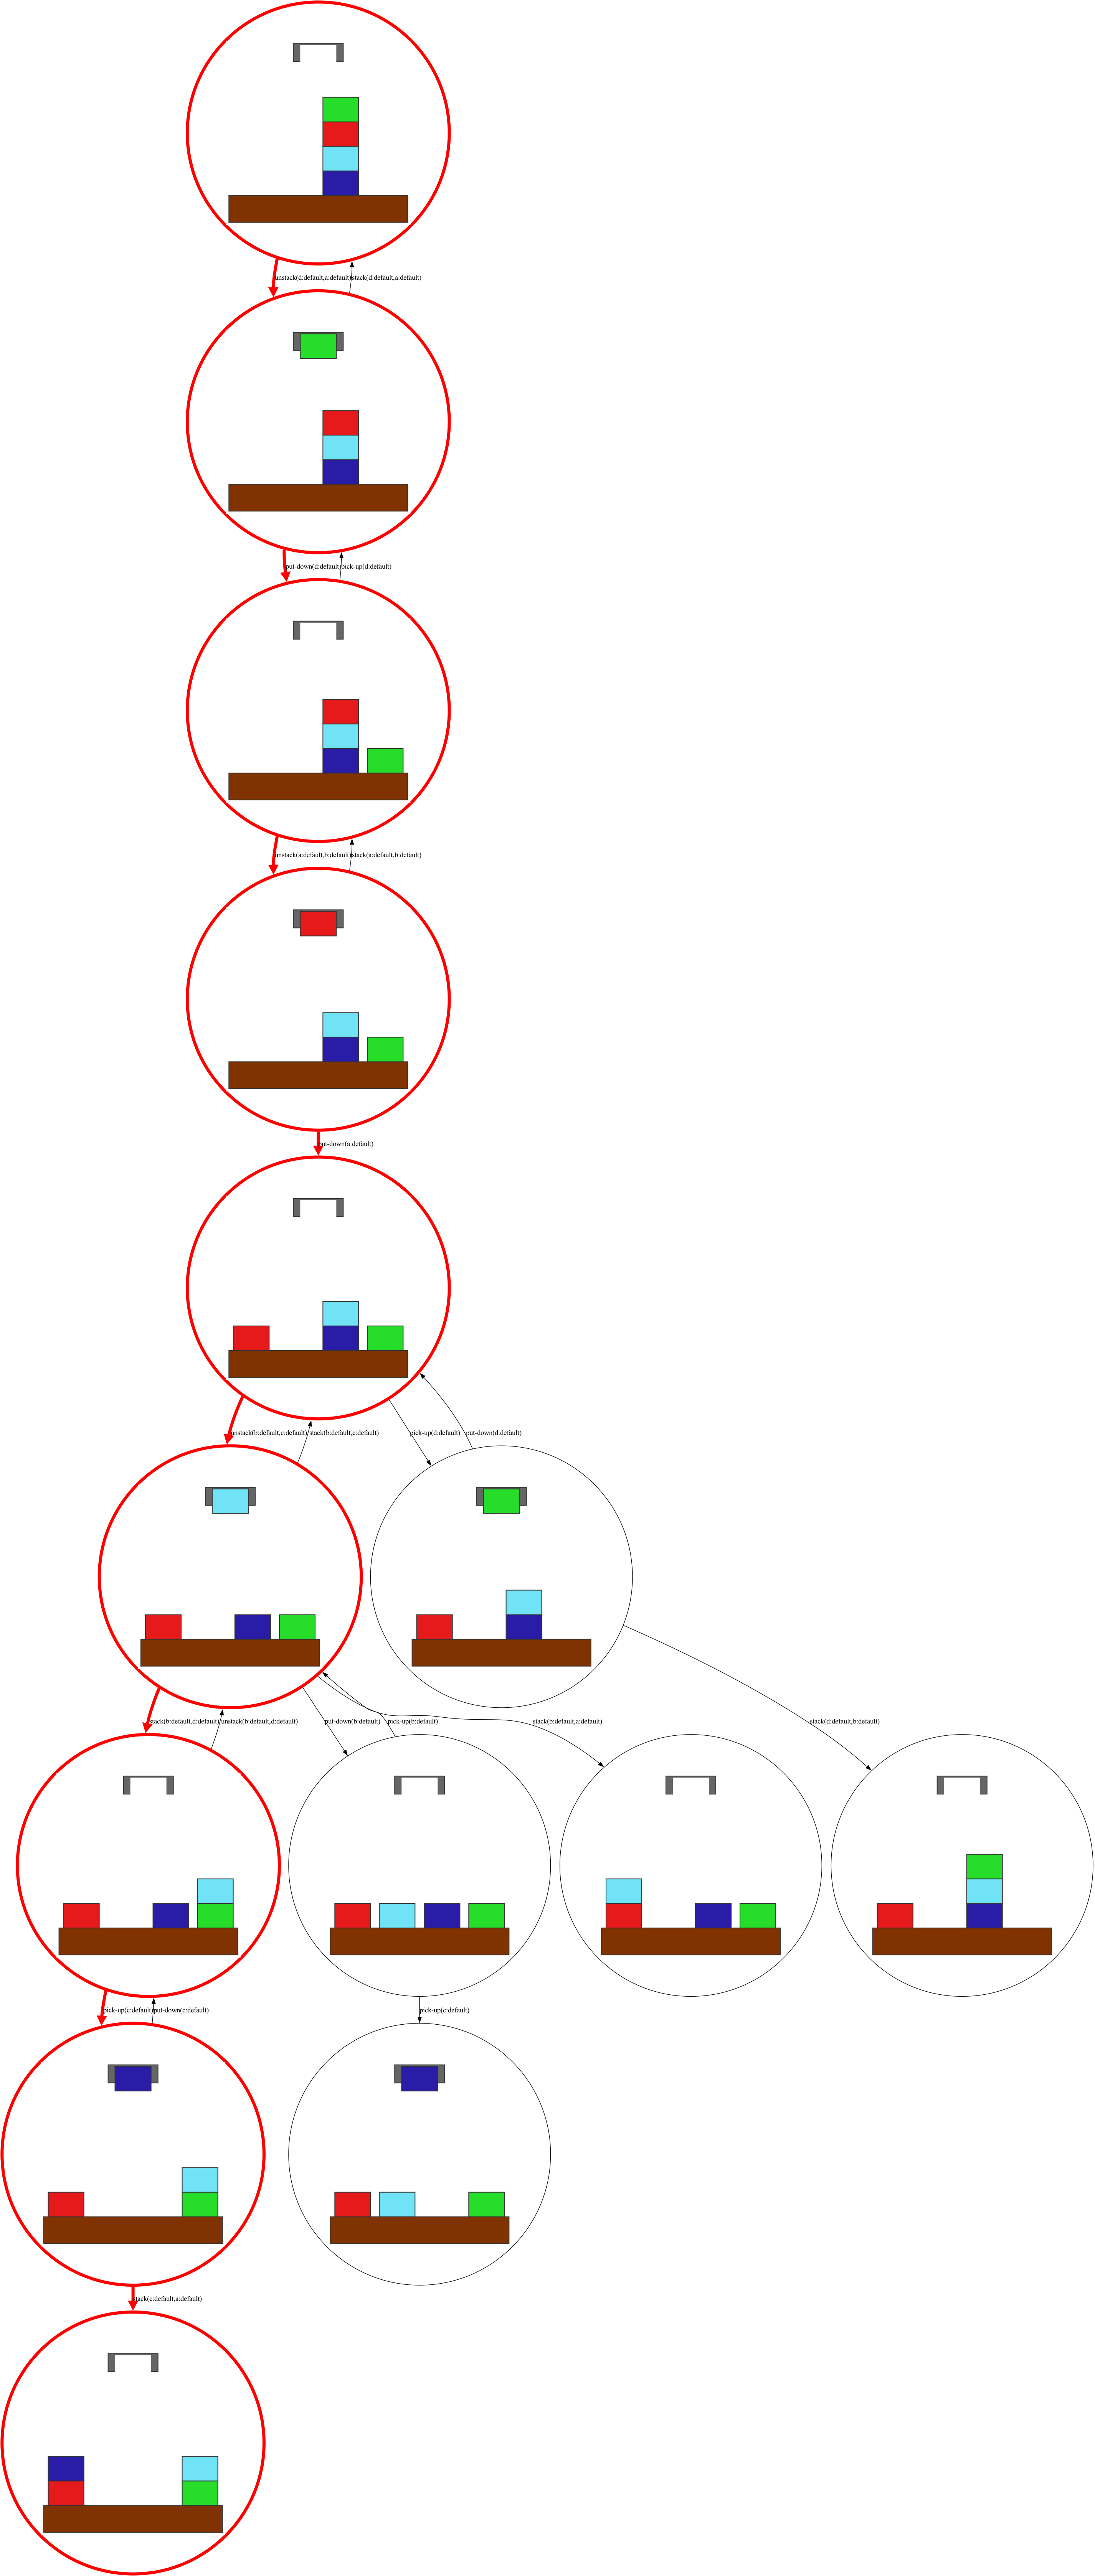 unstack(d:default,a:default)
stack(d:default,a:default)
put-down(d:default)
pick-up(d:default)
unstack(a:default,b:default)
stack(a:default,b:default)
put-down(a:default)
unstack(b:default,c:default)
stack(b:default,c:default)
pick-up(d:default)
put-down(d:default)
stack(b:default,d:default)
unstack(b:default,d:default)
put-down(b:default)
pick-up(b:default)
stack(b:default,a:default)
stack(d:default,b:default)
pick-up(c:default)
put-down(c:default)
pick-up(c:default)
stack(c:default,a:default)